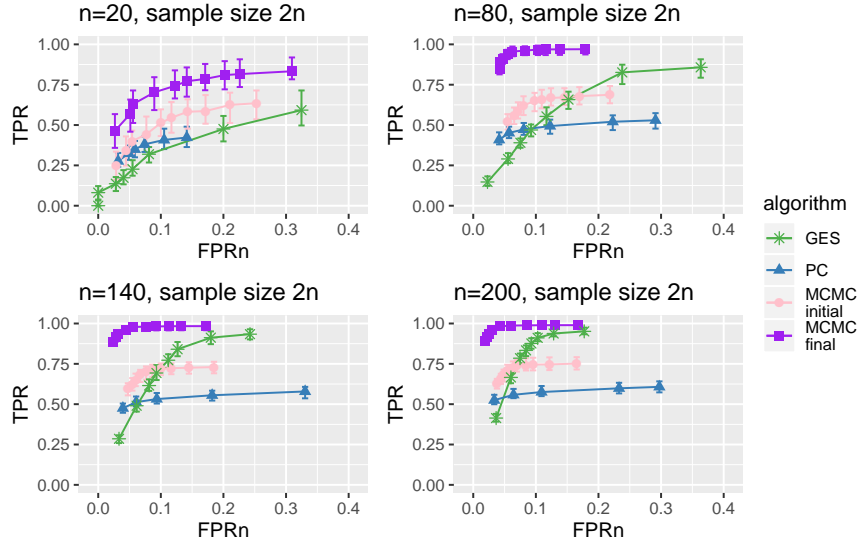 n=20, sample size 2n
n=80, sample size 2n
TPR
1.00
0.75
0.50
0.25
0.00
0.0 0.1 0.2 0.3 0.4
FPRn
TPR
1.00
0.75
0.50
0.25
0.00
0.0 0.1 0.2 0.3 0.4
FPRn
n=140, sample size 2n
n=200, sample size 2n
TPR
1.00
0.75
0.50
0.25
0.00
0.0 0.1 0.2 0.3 0.4
FPRn
TPR
1.00
0.75
0.50
0.25
0.00
0.0 0.1 0.2 0.3 0.4
FPRn
algorithm
GES
PC
MCMC
initial
MCMC
final